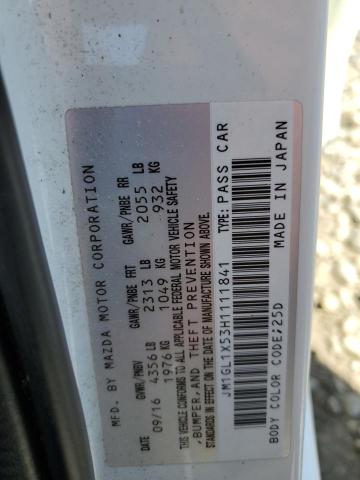 MFD. BY MAZDA MOTOR CORPORATION
DATE GVWR/PNBV GAWR/PNBE FRT GAWR/PNBE RR
09/16 4356 LB 2313 LB 2055 LB
1976 KG 1049 KG 932 KG
THIS VEHICLE CONFORMS TO ALL APPLICABLE FEDERAL MOTOR VEHICLE SAFETY
,BUMPER,AND THEFT PREVENTION
STANDARDS IN EFFECT ON THE DATE OF MANUFACTURE SHOWN ABOVE.
JM1GL1X53H1111841 TYPE: PASS CAR
BODY COLOR CODE;25D MADE IN JAPAN